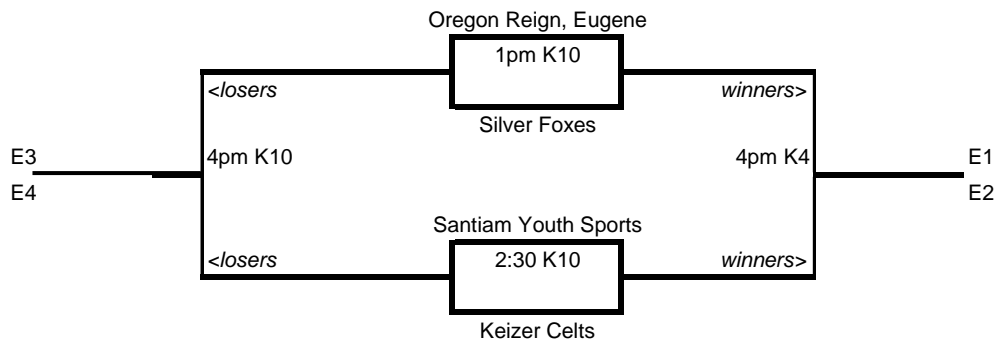 Oregon Reign, Eugene
1pm K10
<losers
winners>
Silver Foxes
E3
4pm K10
4pm K4
E1
E4
E2
Santiam Youth Sports
<losers
2:30 K10
winners>
Keizer Celts